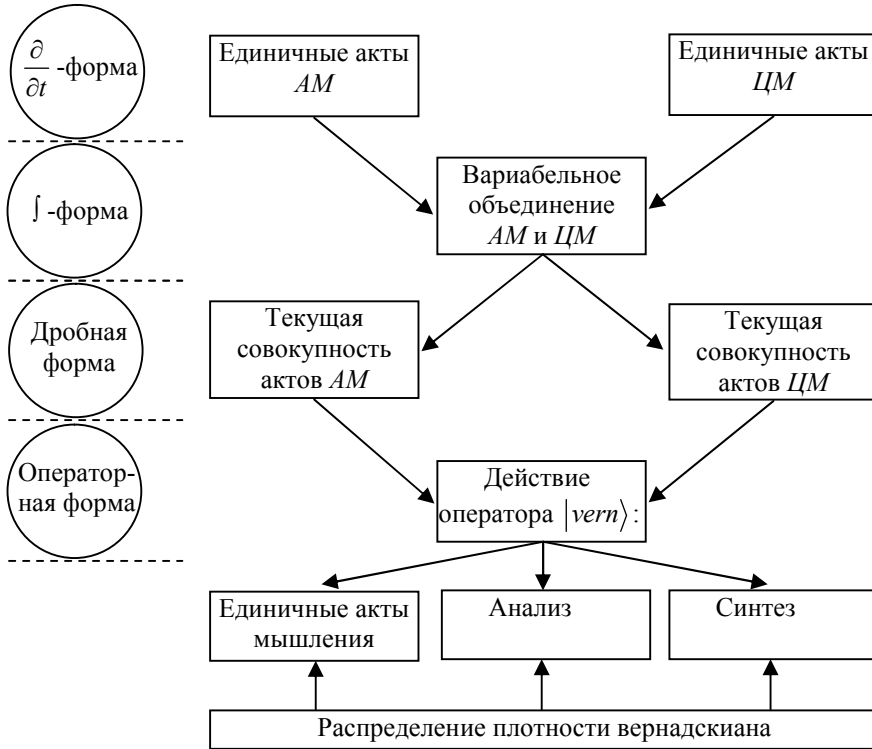 ∂/∂t -форма
Единичные акты
АМ
Единичные акты
ЦМ
∫ -форма
Вариабельное
объединение
АМ и ЦМ
Дробная
форма
Текущая
совокупность
актов АМ
Текущая
совокупность
актов ЦМ
Оператор-
ная форма
Действие
оператора |vern⟩:
Единичные акты
мышления
Анализ
Синтез
Распределение плотности вернадскиана